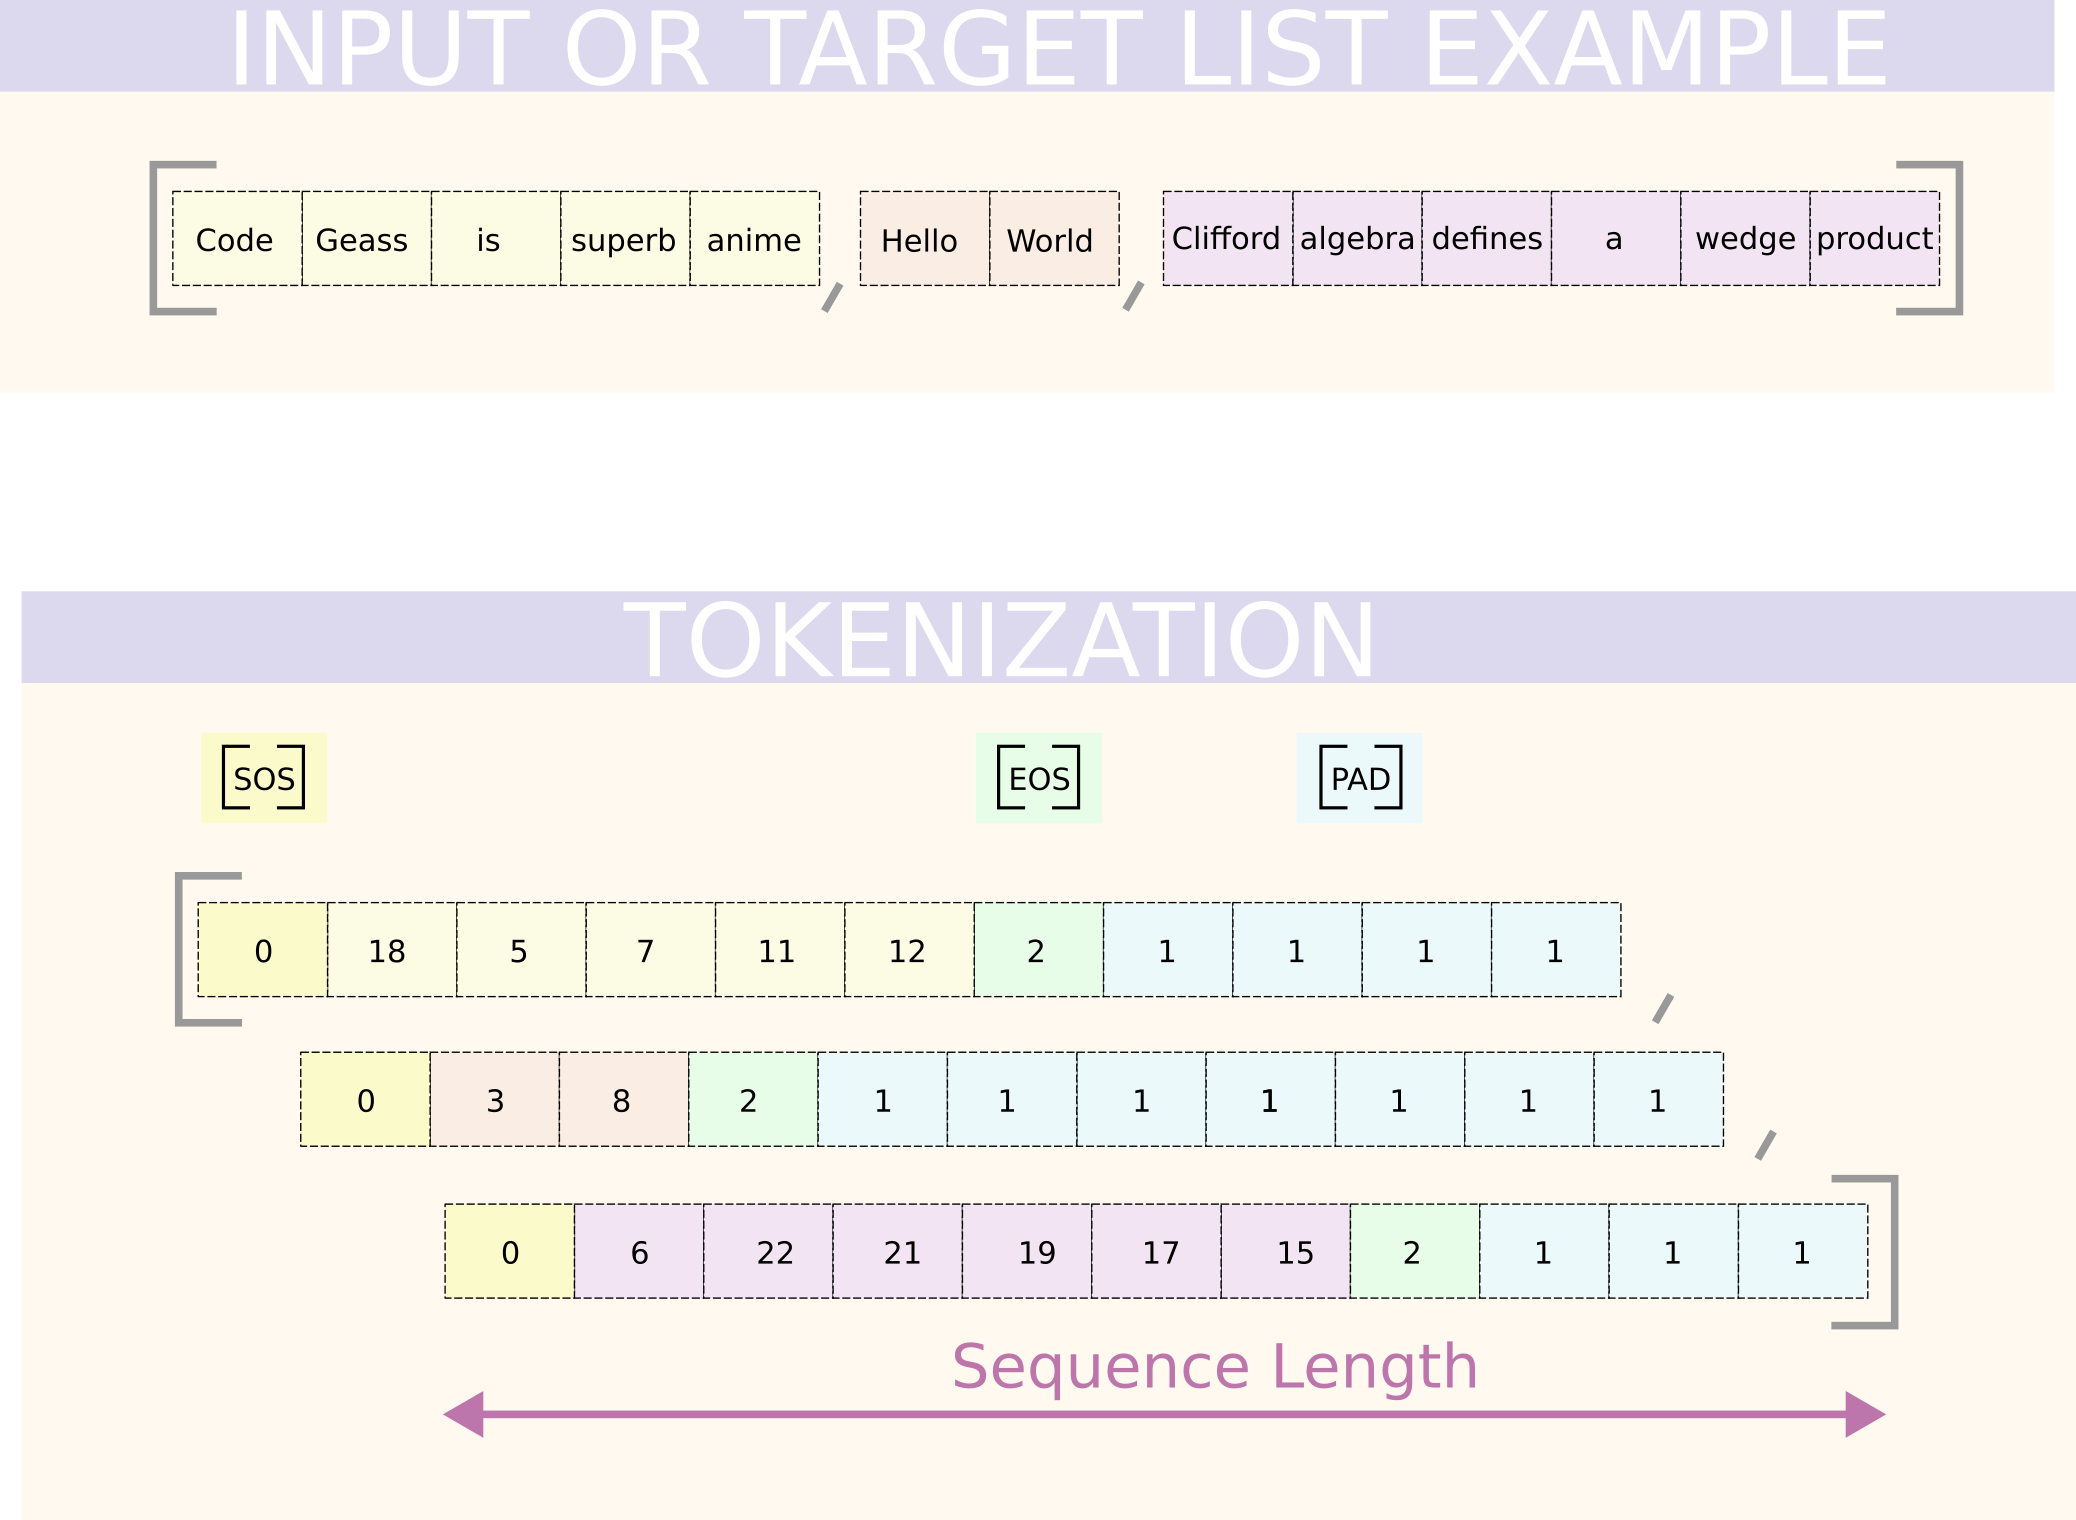 INPUT OR TARGET LIST EXAMPLE
Code Geass is superb anime Hello World Clifford algebra defines a wedge product
TOKENIZATION
SOS EOS PAD
0 18 5 7 11 12 2 1 1 1 1
0 3 8 2 1 1 1 1 1 1 1
0 6 22 21 19 17 15 2 1 1 1
Sequence Length